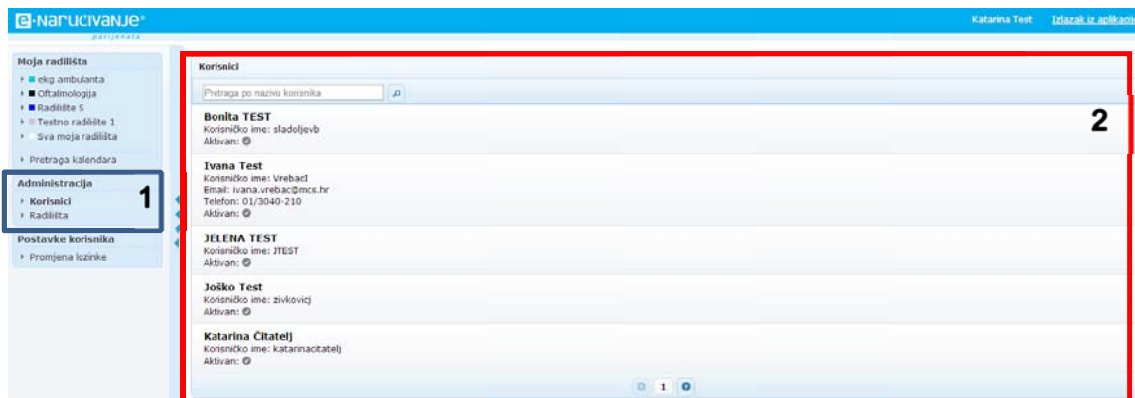 e-Narucivanje
pacijenata
Katarina Test
Izlazak iz aplikacije
Moja radilišta
ekg ambulanta
Oftalmologija
Radilište 5
Testno radilište 1
Sva moja radilišta
Pretraga kalendara
Administracija
1
Korisnici
Radilišta
Postavke korisnika
Promjena lozinke
Korisnici
Pretraga po nazivu korisnika
2
Bonita TEST
Korisničko ime: sladoljevb
Aktivan:
Ivana Test
Korisničko ime: VrebacI
Email: ivana.vrebac@mcs.hr
Telefon: 01/3040-210
Aktivan:
JELENA TEST
Korisničko ime: JTEST
Aktivan:
Joško Test
Korisničko ime: zivkovicj
Aktivan:
Katarina Čitatelj
Korisničko ime: katarinacitatelj
Aktivan:
1